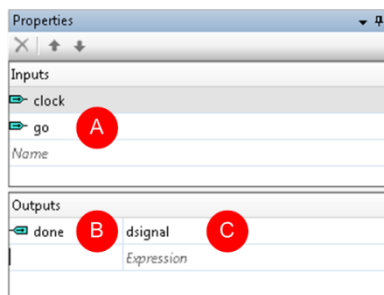 Properties
Inputs
clock
go A
Name
Outputs
done B dsignal C
Expression